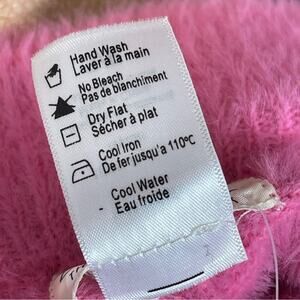 Hand Wash
Laver à la main
No Bleach
Pas de blanchiment
Dry Flat
Sécher à plat
Cool Iron
De fer jusqu'a 110°C
- Cool Water
Eau froide